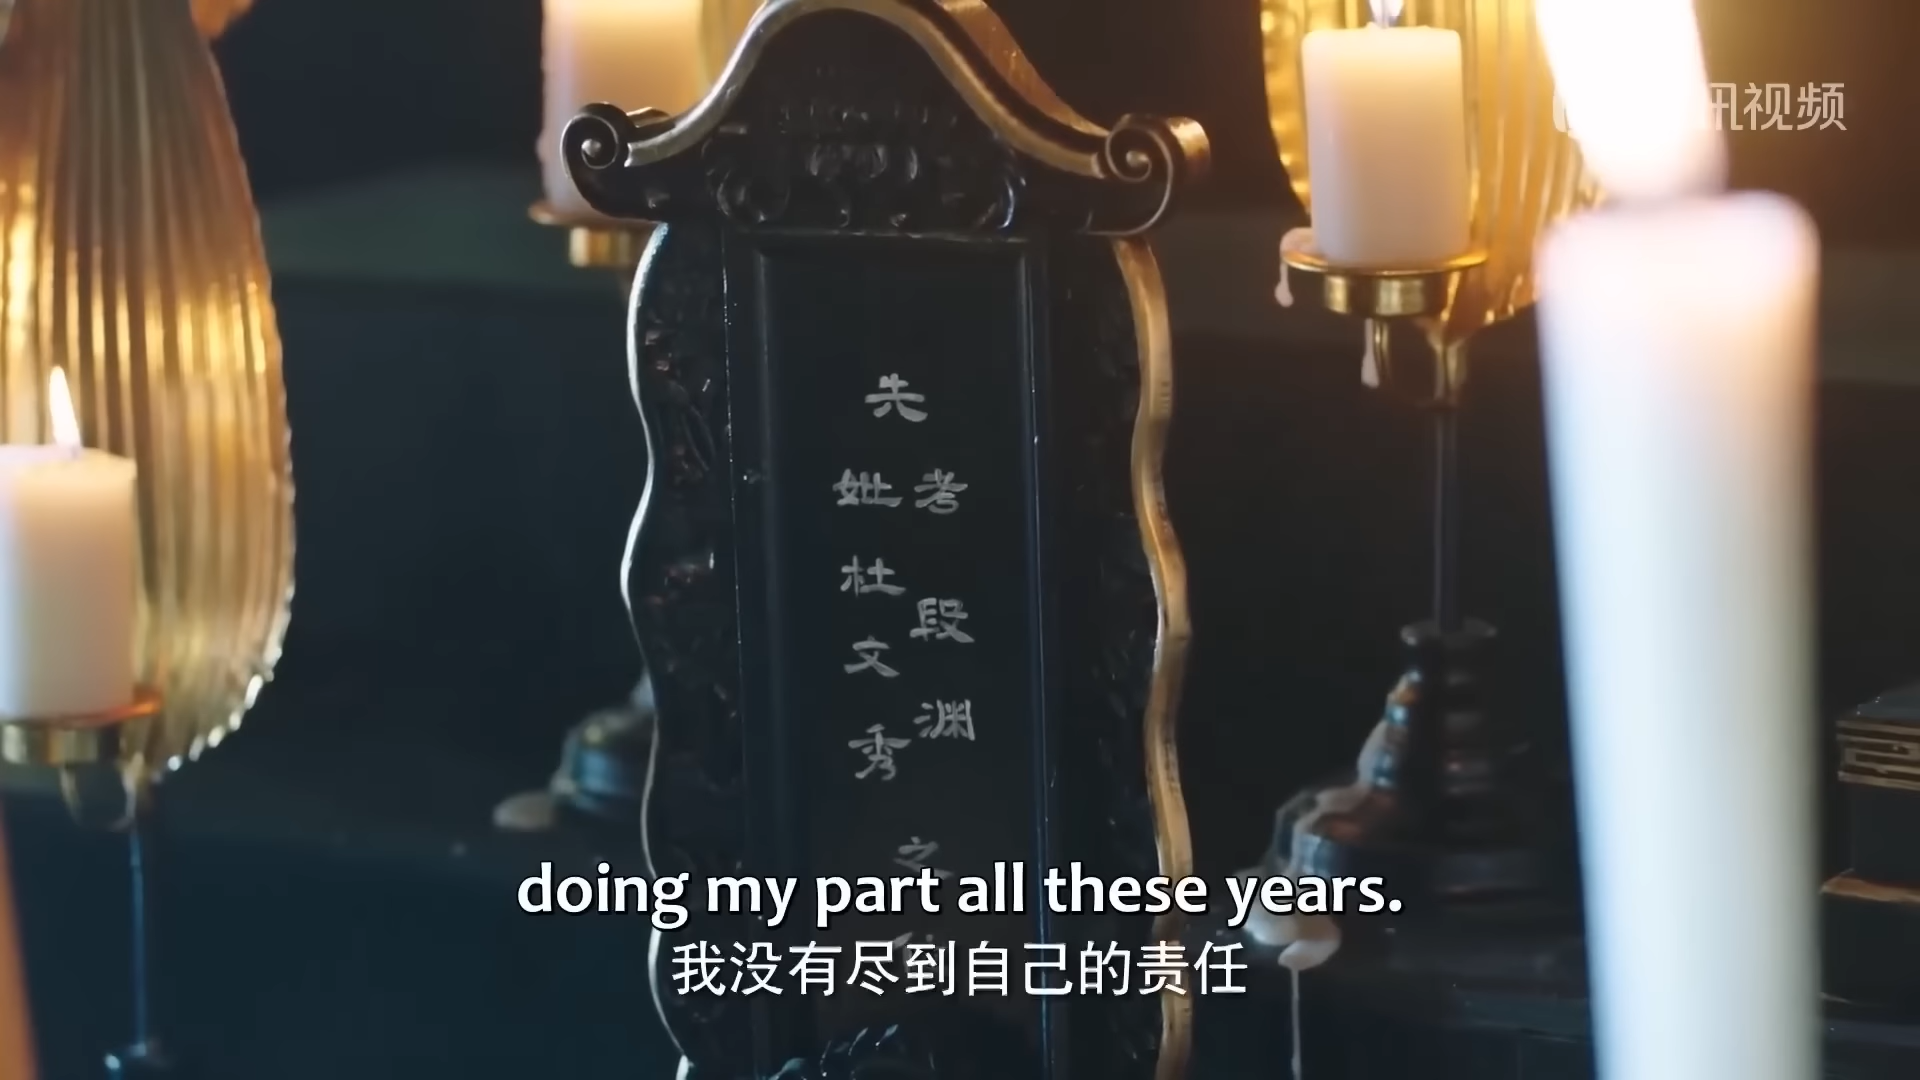 讯视频
先
考 段渊
妣 杜文秀
之
doing my part all these years.
我没有尽到自己的责任